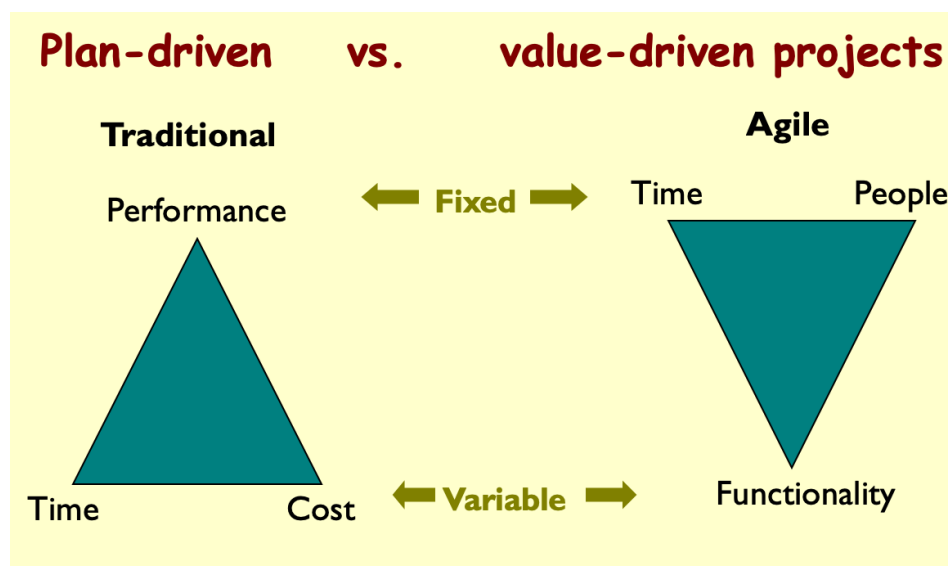 Plan-driven vs. value-driven projects
Traditional
Agile
Performance
Fixed
Time People
Time Cost
Variable
Functionality